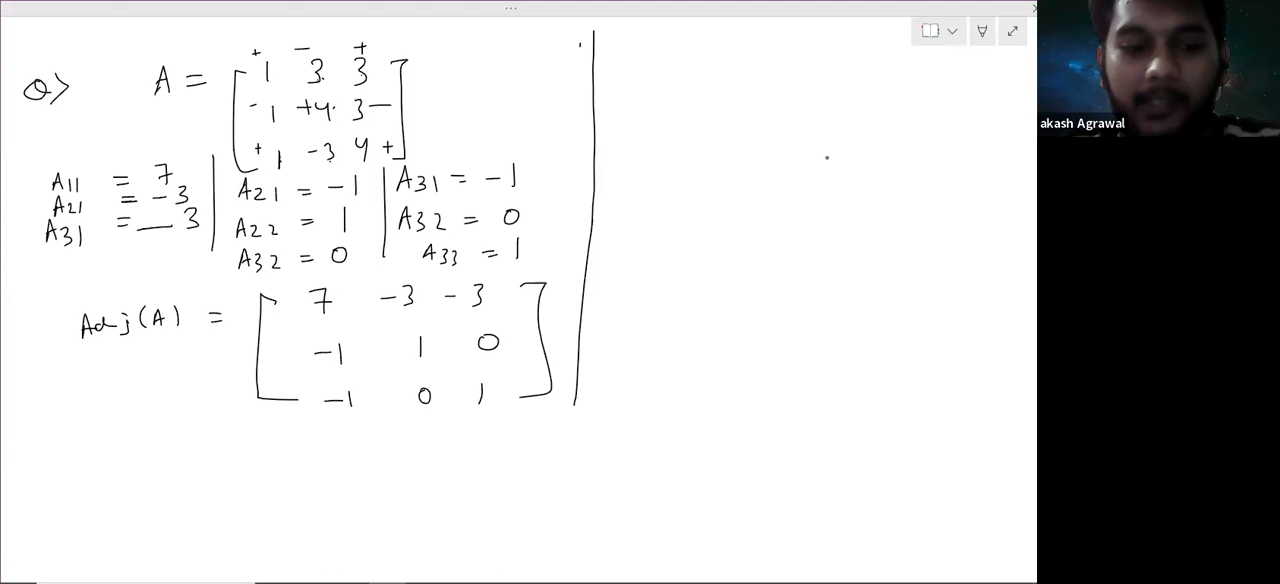 + − +
Q> A = [ 1 3 3
- 1 +4 3 −
+ 1 -3 4 + ]
A11 = 7 | A21 = -1 | A31 = -1
A21 = -3 | A22 = 1 | A32 = 0
A31 = - 3 | A32 = 0 | A33 = 1
Adj(A) = [ 7 -3 -3
-1 1 0
-1 0 1 ]
akash Agrawal